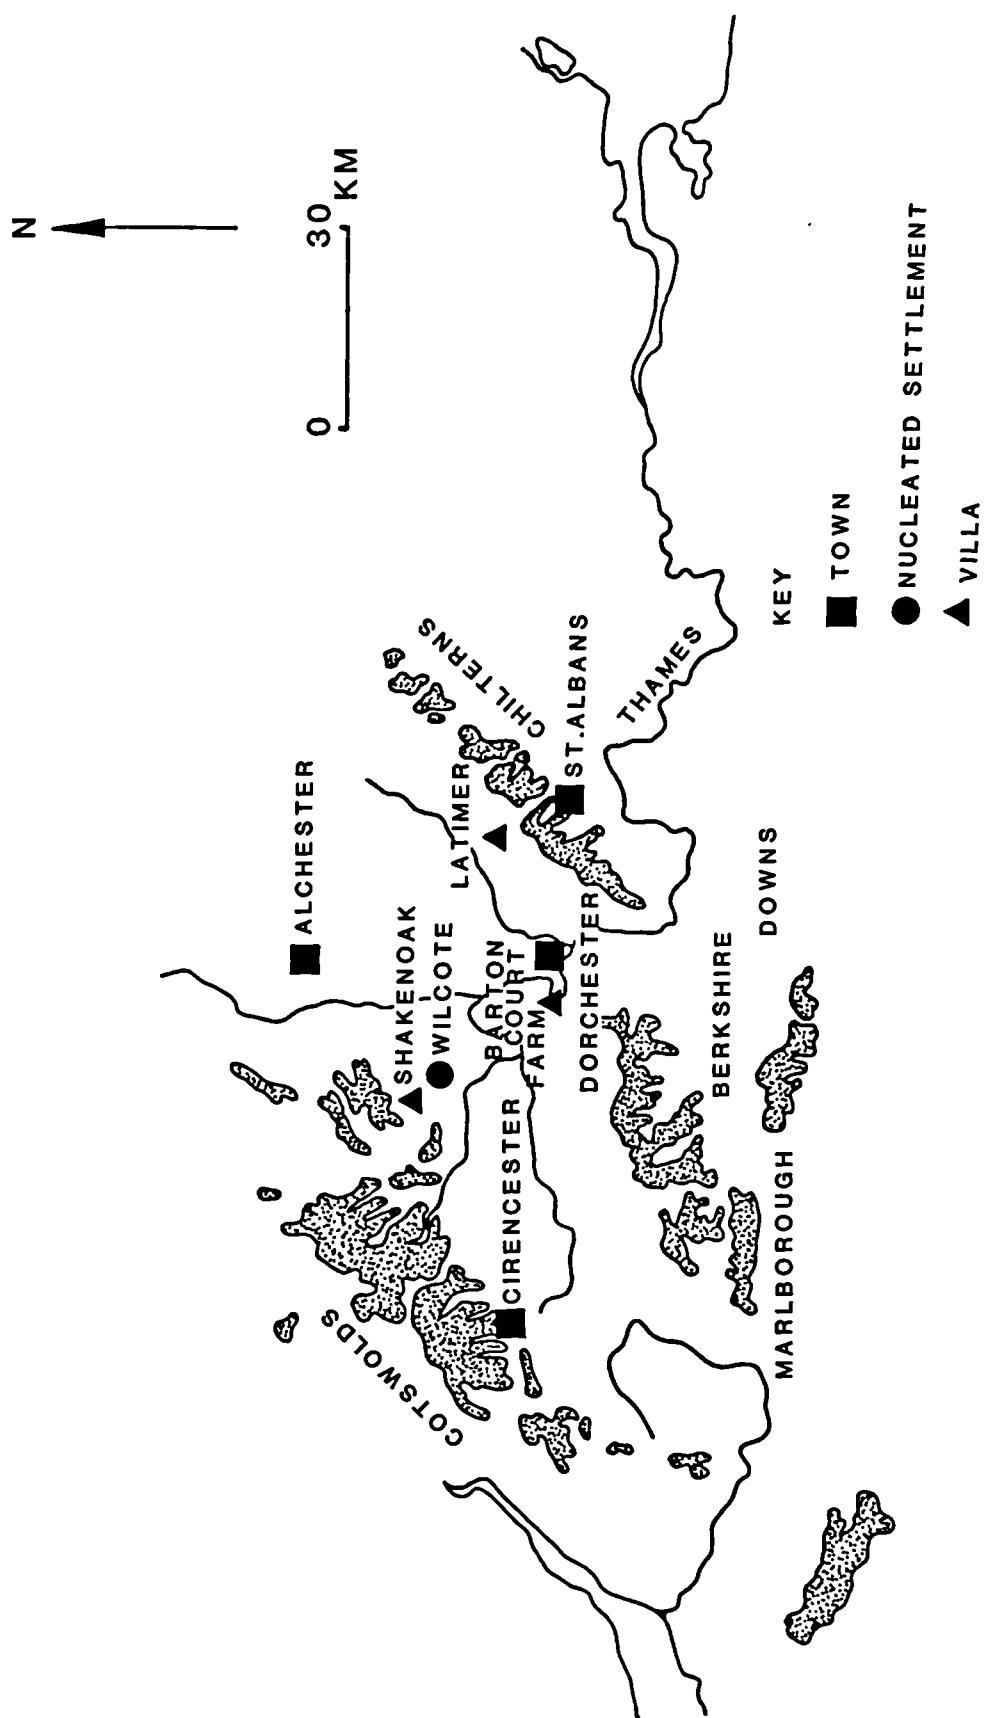 N
0 30
KM
ALCHESTER
CHILTERNS
SHAKENOAK
LATIMER
WILCOTE
COTSWOLDS
BARTON
COURT
FARM
ST.ALBANS
CIRENCESTER
DORCHESTER
THAMES
BERKSHIRE
DOWNS
MARLBOROUGH
KEY
TOWN
NUCLEATED SETTLEMENT
VILLA